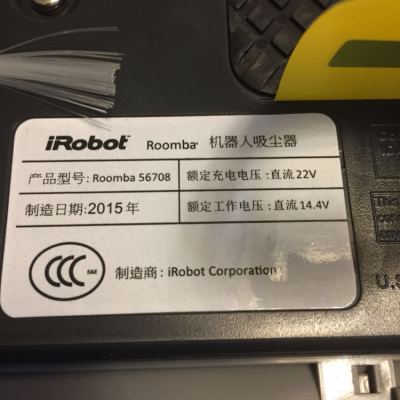 iRobot Roomba 机器人吸尘器
产品型号: Roomba 56708 额定充电电压：直流22V
制造日期:2015年 额定工作电压：直流14.4V
CCC S&E 制造商：iRobot Corporation
U.S